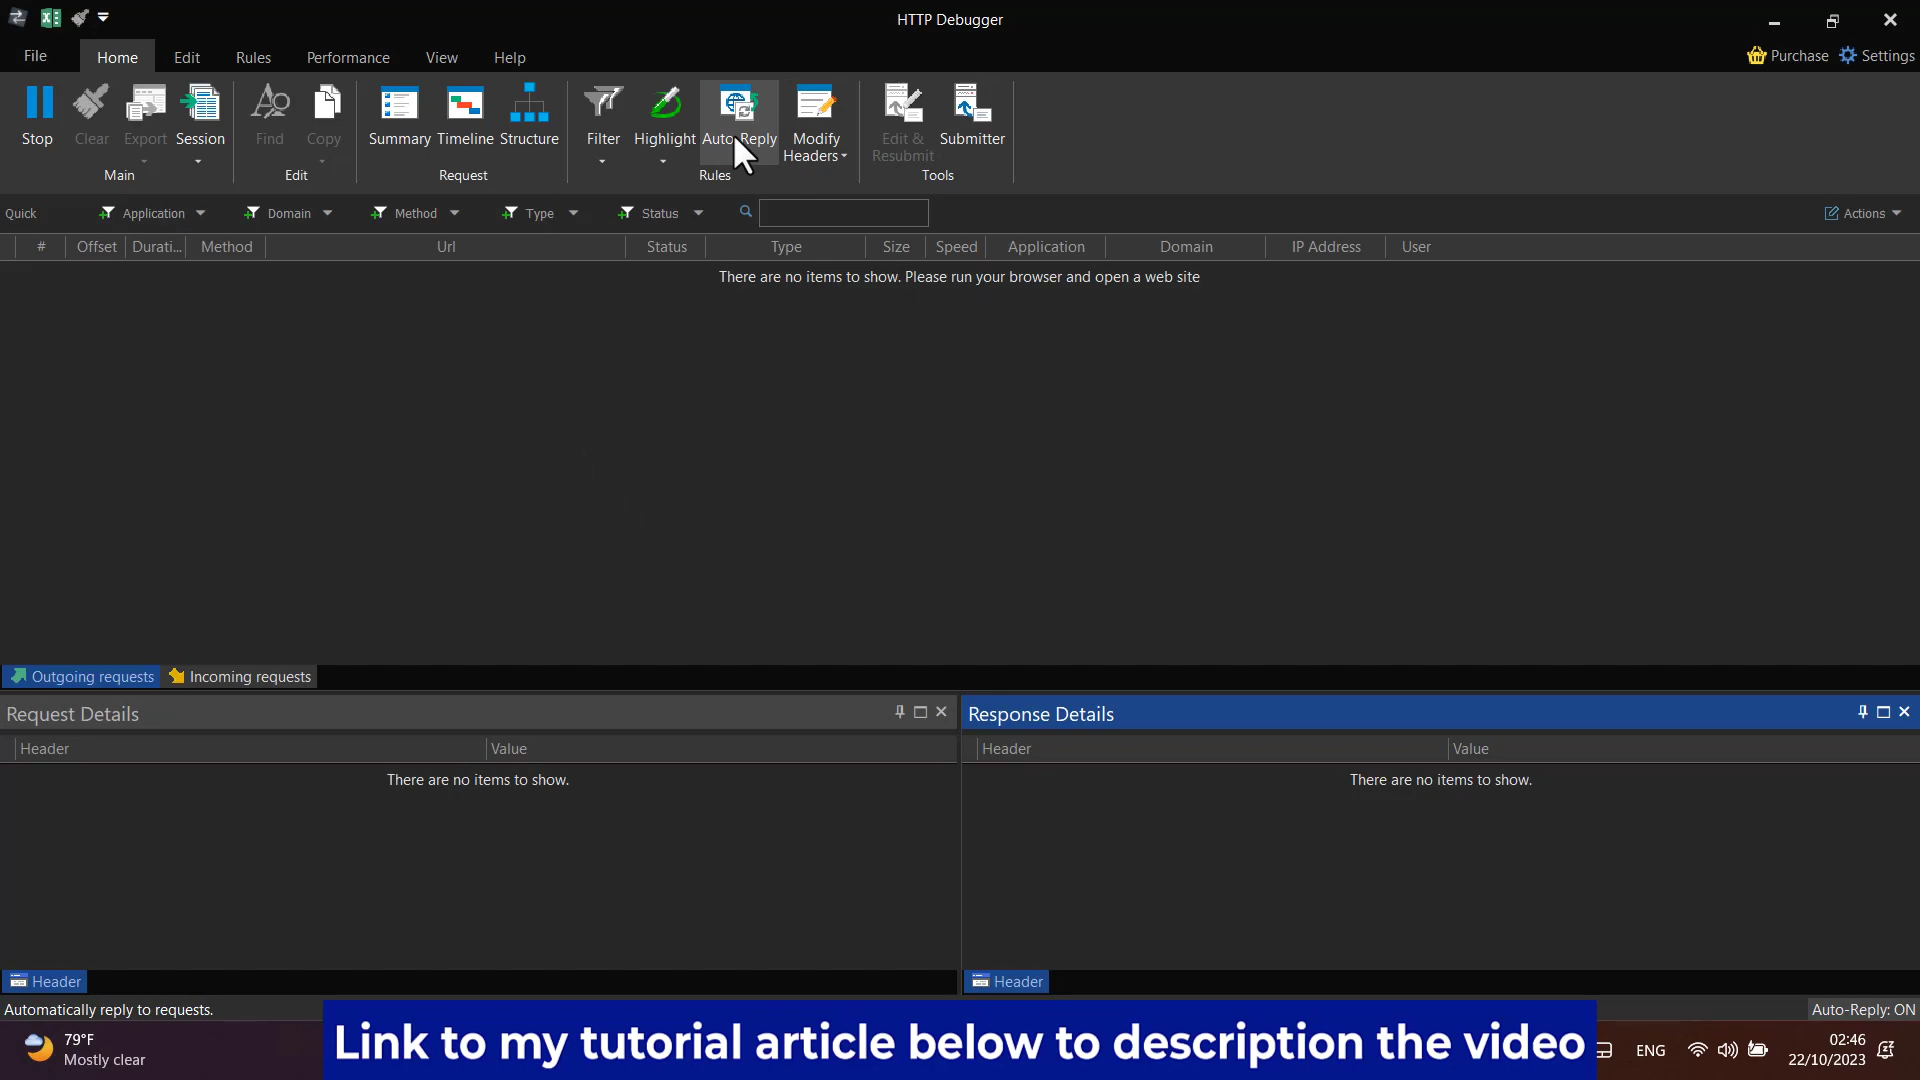 HTTP Debugger
File Home Edit Rules Performance View Help
Purchase Settings
Stop Clear Export Session Find Copy Summary Timeline Structure Filter Highlight Auto-Reply Modify Headers Edit & Resubmit Submitter
Main Edit Request Rules Tools
Quick Application Domain Method Type Status Actions
# Offset Durati... Method Url Status Type Size Speed Application Domain IP Address User
There are no items to show. Please run your browser and open a web site
Outgoing requests Incoming requests
Request Details Response Details
Header Value Header Value
There are no items to show. There are no items to show.
Header Header
Automatically reply to requests. Auto-Reply: ON
79°F
Mostly clear
Link to my tutorial article below to description the video
ENG
02:46
22/10/2023